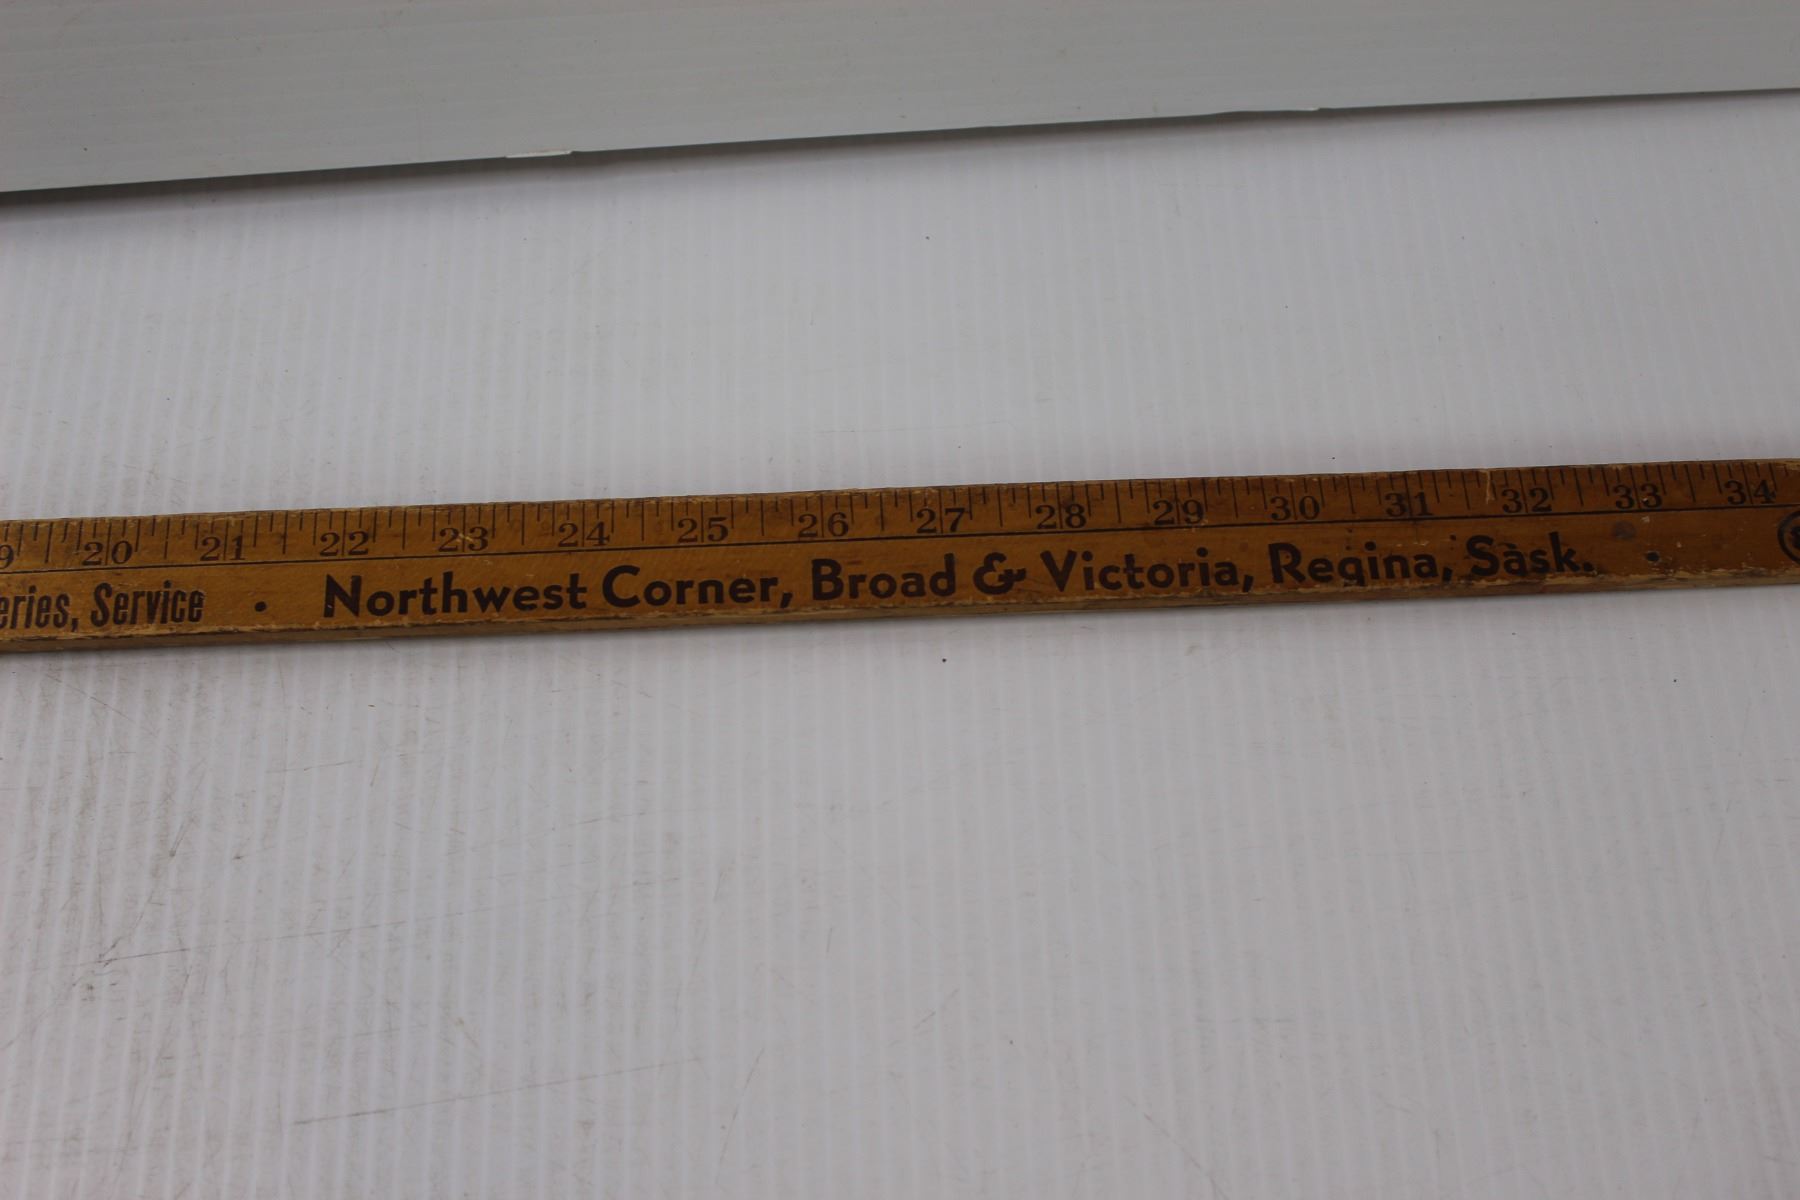 20 21 22 23 24 25 26 27 28 29 30 31 32 33 34
Service • Northwest Corner, Broad & Victoria, Regina, Sask.